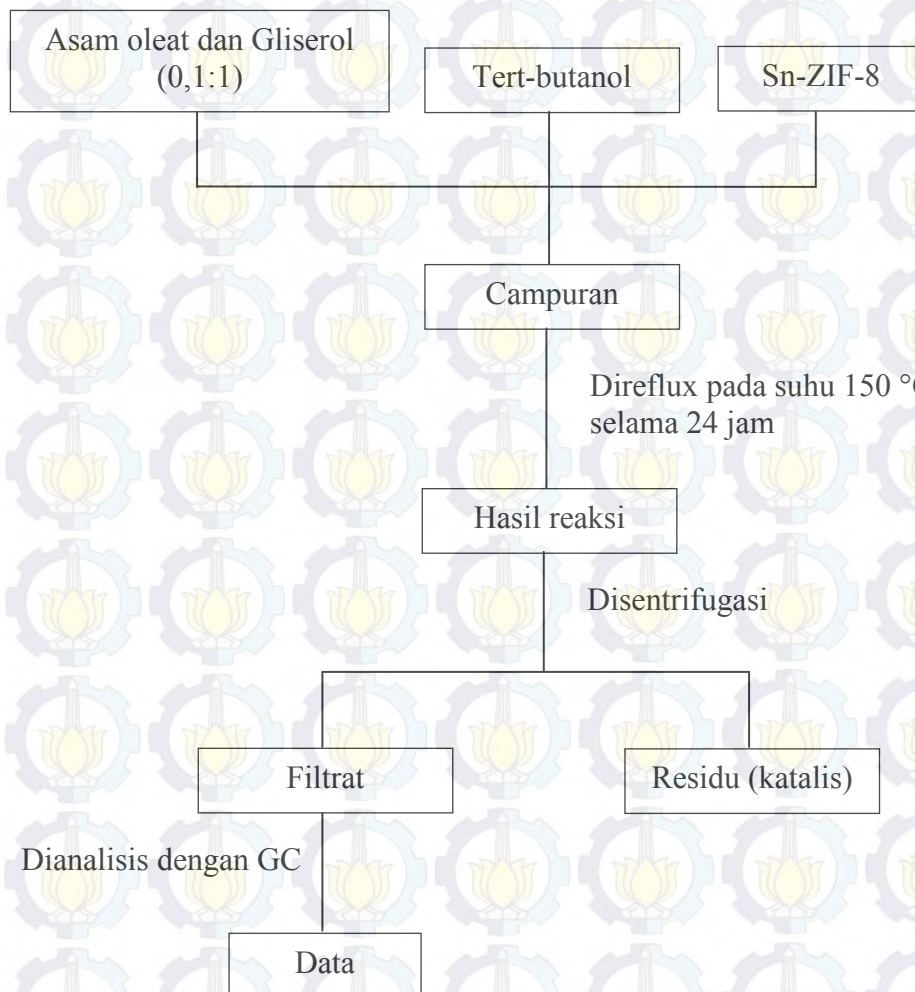 Asam oleat dan Gliserol
(0,1:1)
Tert-butanol
Sn-ZIF-8
Campuran
Direflux pada suhu 150 °C
selama 24 jam
Hasil reaksi
Disentrifugasi
Filtrat
Residu (katalis)
Dianalisis dengan GC
Data